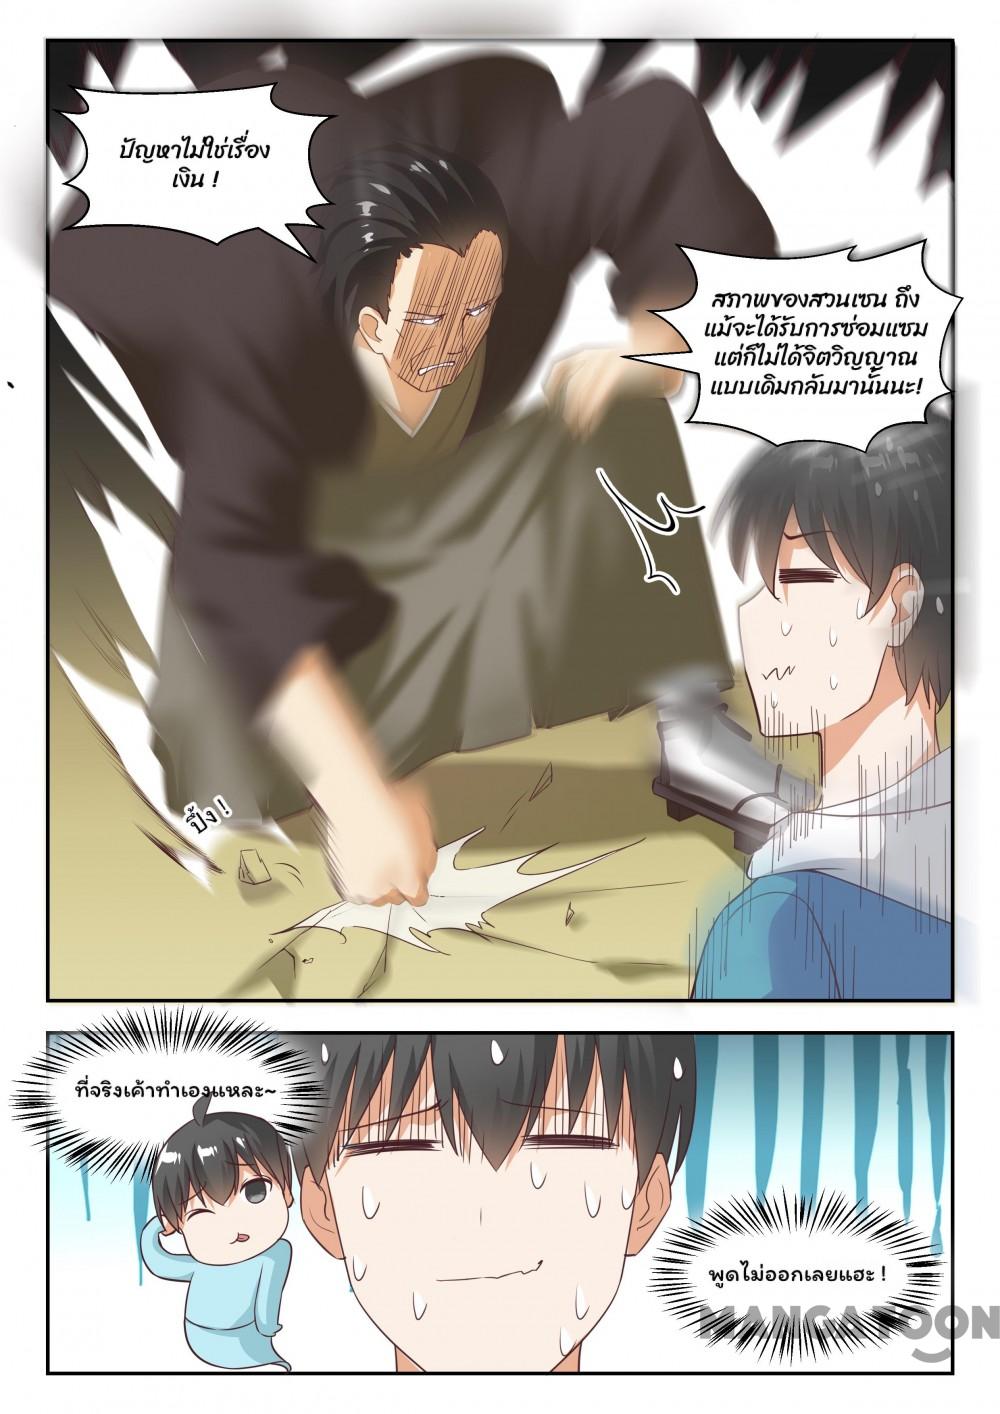 ปัญหาไม่ใช่เรื่อง
เงิน !
สภาพของสวนเซน ถึง
แม้จะได้รับการซ่อมแซม
แต่ก็ไม่ได้จิตวิญญาณ
แบบเดิมกลับมานั้นนะ!
ปึ้ง !
ที่จริงเค้าทำเองแหละ~
พูดไม่ออกเลยแฮะ !
MANGATOON